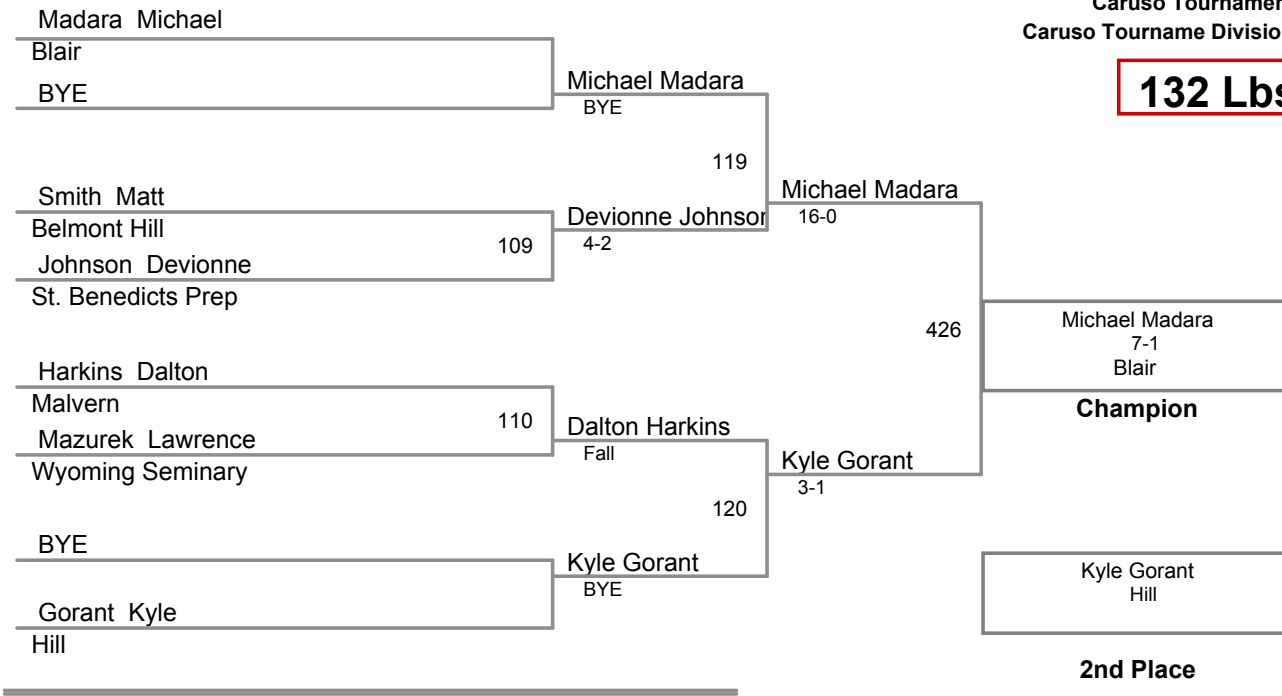 Caruso Tournamen
Caruso Tourname Divisio
132 Lbs
Madara Michael
Blair
BYE
Michael Madara
BYE
119
Smith Matt
Belmont Hill
109
Johnson Devionne
St. Benedicts Prep
Devionne Johnson
4-2
Michael Madara
16-0
426
Michael Madara
7-1
Blair
Champion
Harkins Dalton
Malvern
110
Mazurek Lawrence
Wyoming Seminary
Dalton Harkins
Fall
Kyle Gorant
3-1
120
BYE
Gorant Kyle
Hill
Kyle Gorant
BYE
Kyle Gorant
Hill
2nd Place